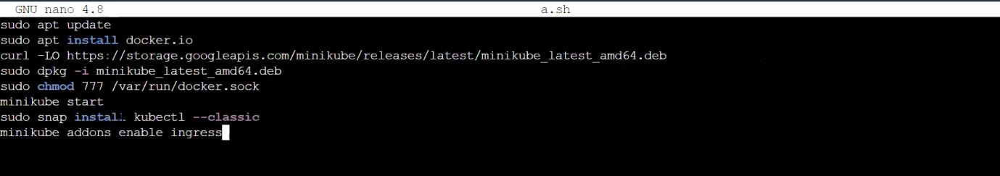 GNU nano 4.8 a.sh
sudo apt update
sudo apt install docker.io
curl -LO https://storage.googleapis.com/minikube/releases/latest/minikube_latest_amd64.deb
sudo dpkg -i minikube_latest_amd64.deb
sudo chmod 777 /var/run/docker.sock
minikube start
sudo snap install kubectl --classic
minikube addons enable ingress